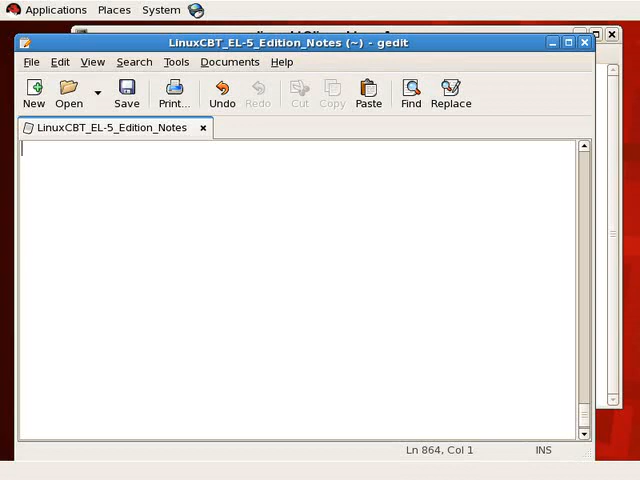 Applications Places System
LinuxCBT_EL-5_Edition_Notes (~) - gedit
File Edit View Search Tools Documents Help
New Open Save Print... Undo Redo Cut Copy Paste Find Replace
LinuxCBT_EL-5_Edition_Notes
Ln 864, Col 1 INS